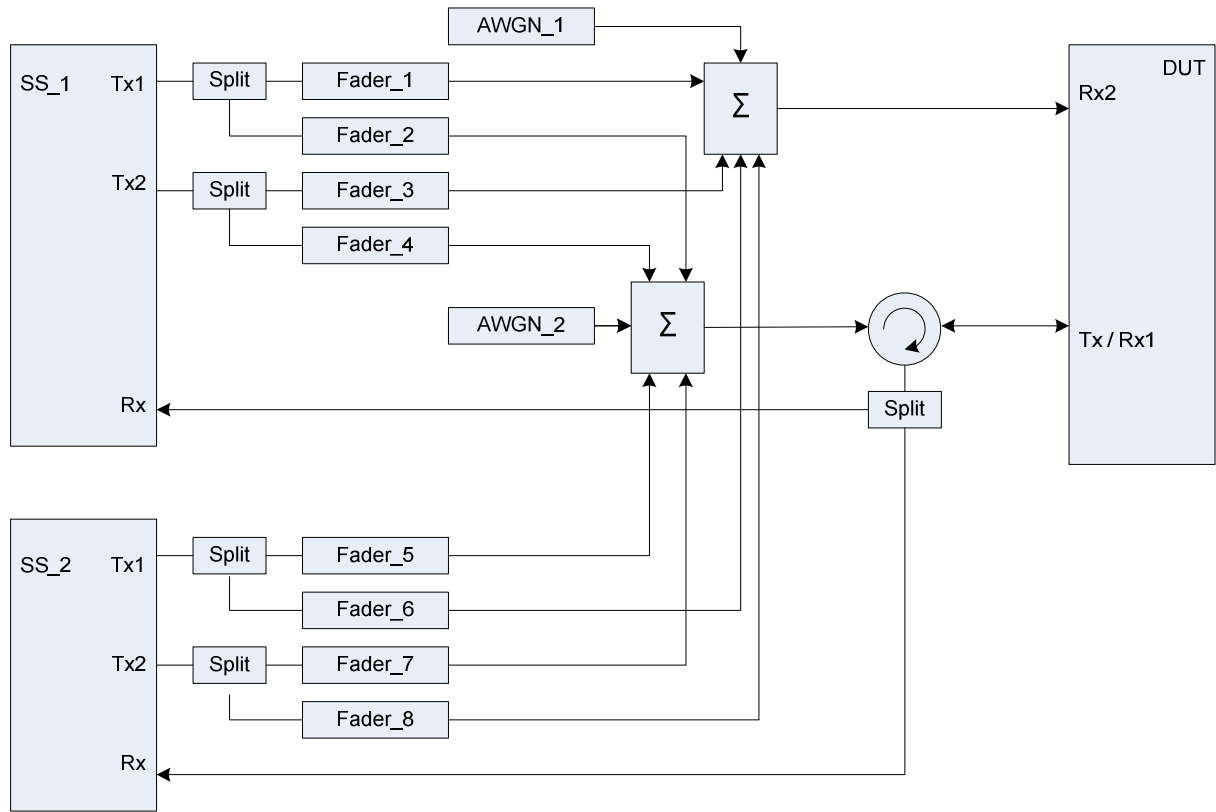 AWGN_1
SS_1
Tx1
Split
Fader_1
Σ
DUT
Rx2
Fader_2
Tx2
Split
Fader_3
Fader_4
AWGN_2
Σ
Tx / Rx1
Rx
Split
SS_2
Tx1
Split
Fader_5
Fader_6
Tx2
Split
Fader_7
Fader_8
Rx